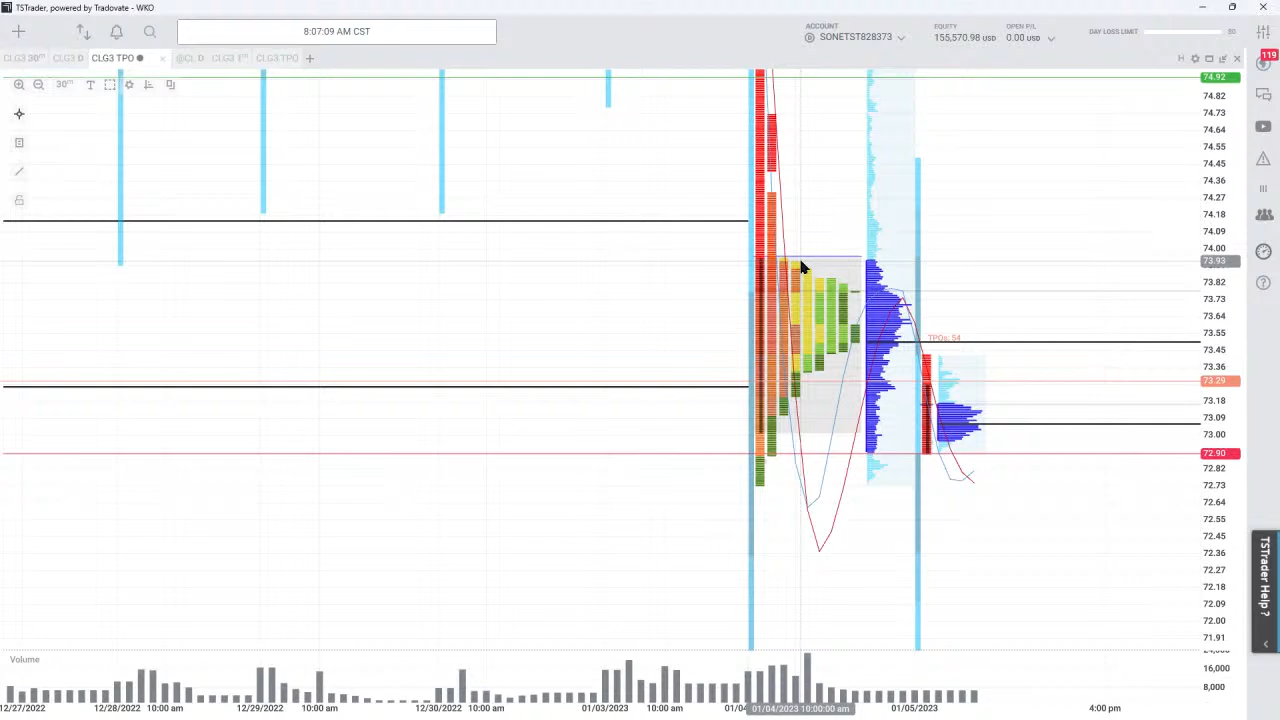 TSTrader, powered by Tradovate - WKO
8:07:09 AM CST
ACCOUNT
SONETST828373
EQUITY
155,570.98 USD
OPEN P/L
0.00 USD
DAY LOSS LIMIT
CLG3 D
CLG3 TPO
@CL D
CLG3
CLG3 TPO
119
H
74.92
74.82
74.73
74.64
74.55
74.45
74.36
74.27
74.18
74.09
74.00
73.93
73.82
73.73
73.64
73.55
TPOs: 54
73.45
73.36
73.29
73.18
73.09
73.00
72.90
72.82
72.73
72.64
72.55
72.45
72.36
72.27
72.18
72.09
72.00
71.91
TSTrader Help ?
Volume
16,000
8,000
12/27/2022
12/28/2022
10:00 am
12/29/2022
10:00 am
12/30/2022
10:00 am
01/03/2023
10:00 am
01/04/2023 10:00:00 am
01/05/2023
4:00 pm